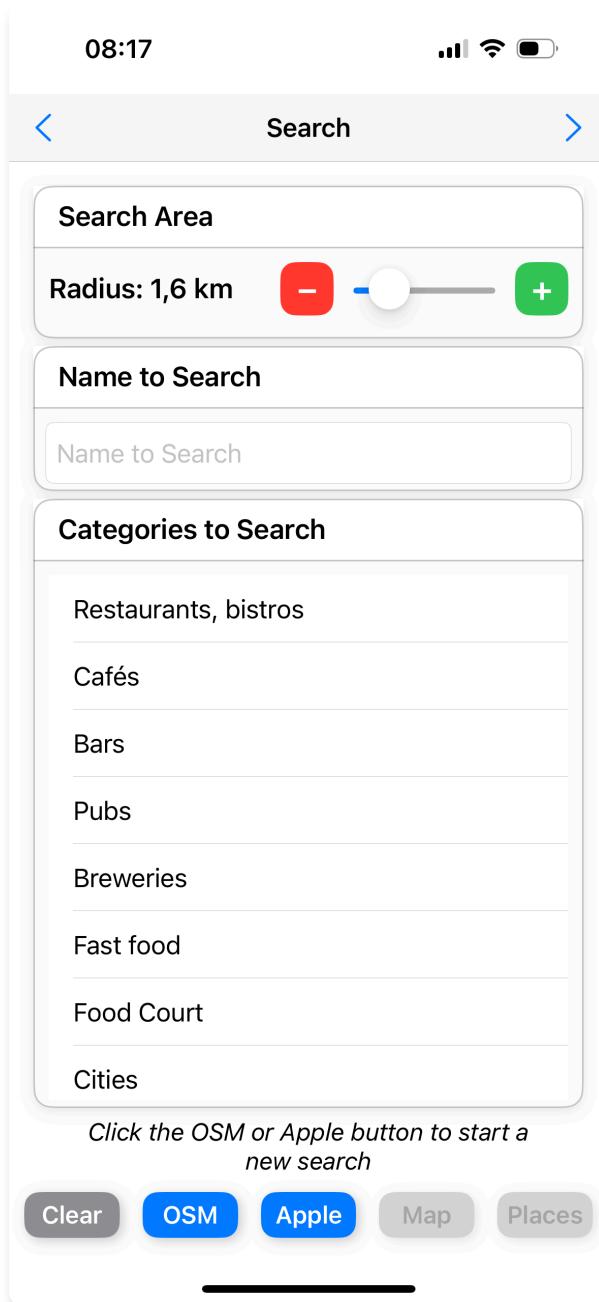 08:17
Search
Search Area
Radius: 1,6 km
Name to Search
Name to Search
Categories to Search
Restaurants, bistros
Cafés
Bars
Pubs
Breweries
Fast food
Food Court
Cities
Click the OSM or Apple button to start a
new search
Clear OSM Apple Map Places